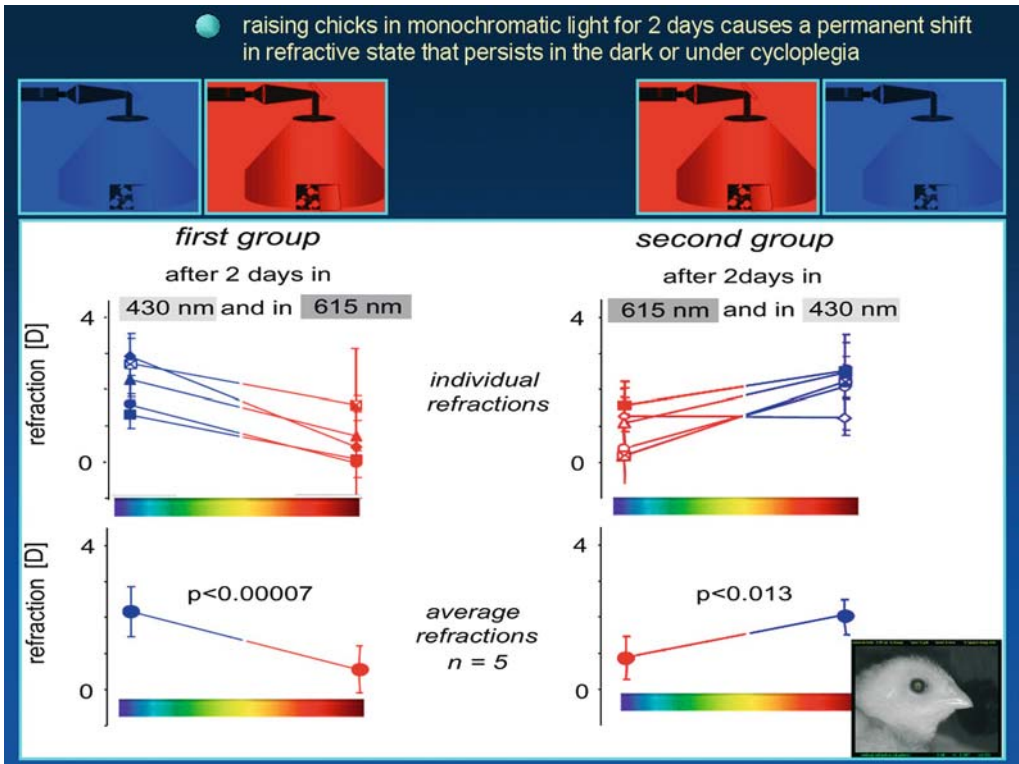 raising chicks in monochromatic light for 2 days causes a permanent shift
in refractive state that persists in the dark or under cycloplegia
first group
after 2 days in
430 nm and in 615 nm
second group
after 2days in
615 nm and in 430 nm
refraction [D]
4
0
individual
refractions
4
0
refraction [D]
4
0
p<0.00007
average
refractions
n = 5
4
0
p<0.013